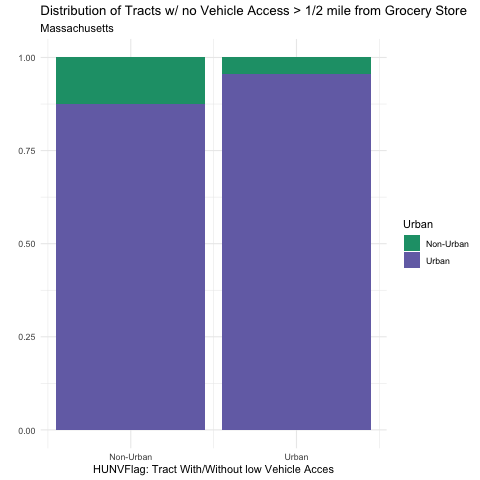 Distribution of Tracts w/ no Vehicle Access > 1/2 mile from Grocery Store
Massachusetts
1.00
0.75
0.50
0.25
0.00
Non-Urban
Urban
HUNVFlag: Tract With/Without low Vehicle Acces
Urban
Non-Urban
Urban